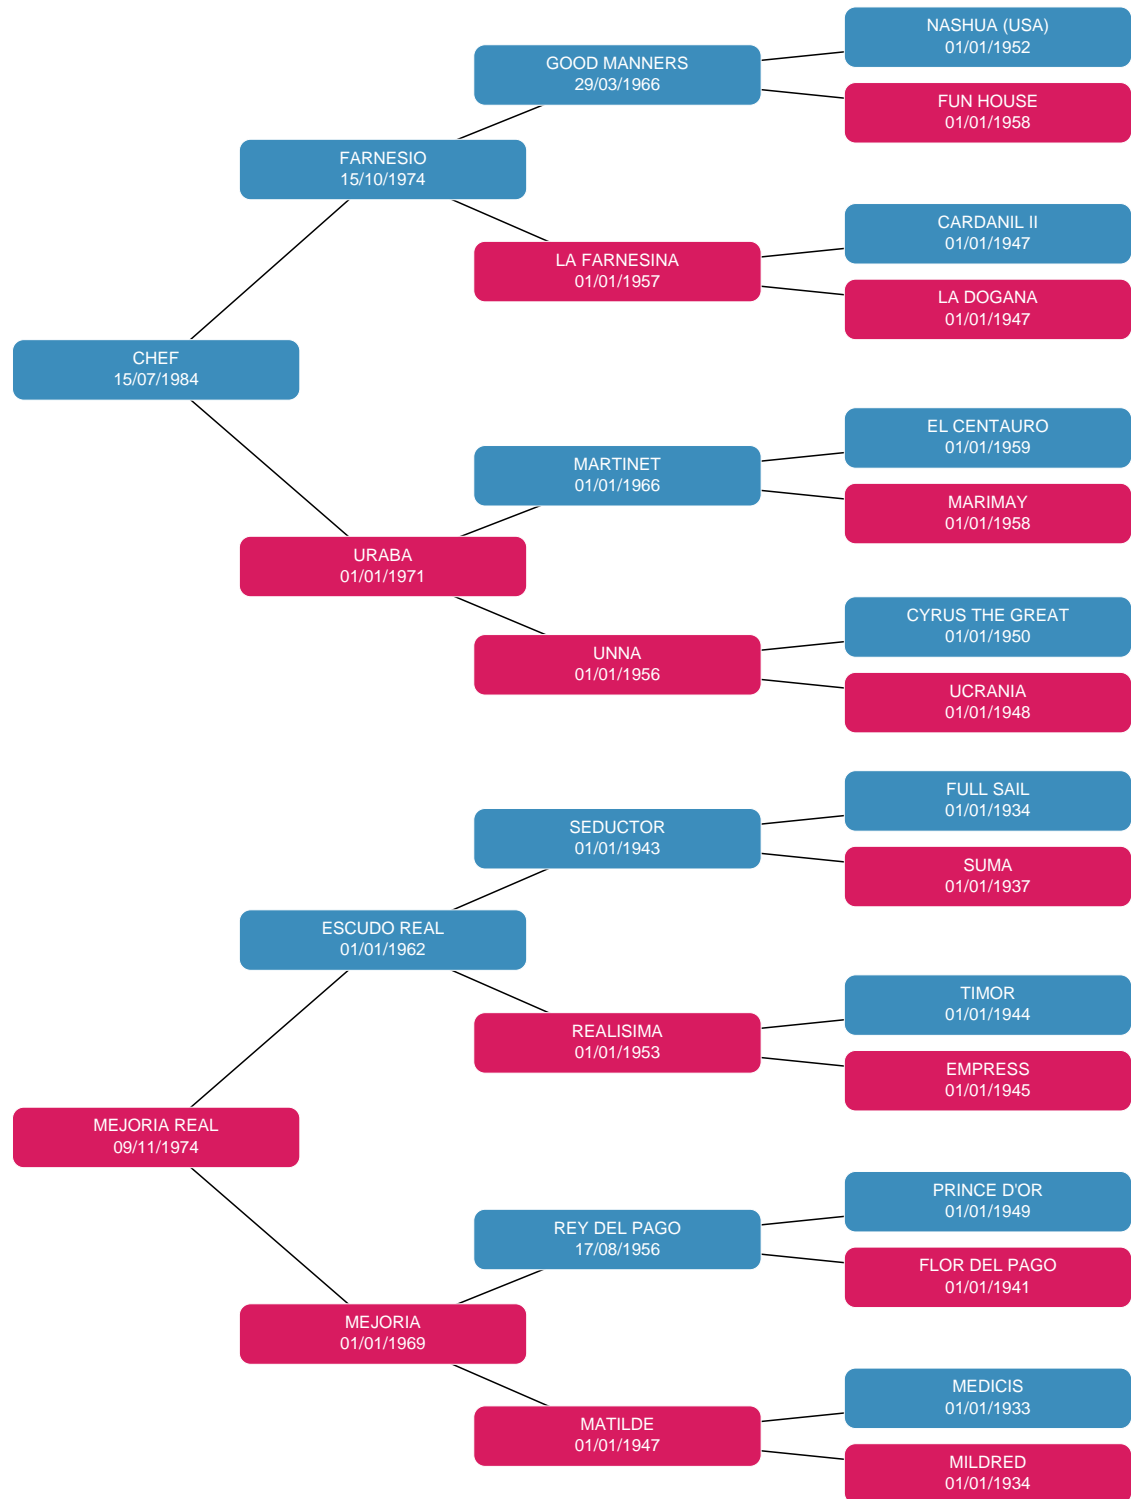 NASHUA (USA)
01/01/1952
GOOD MANNERS
29/03/1966
FUN HOUSE
01/01/1958
FARNESIO
15/10/1974
CARDANIL II
01/01/1947
LA FARNESINA
01/01/1957
LA DOGANA
01/01/1947
CHEF
15/07/1984
EL CENTAURO
01/01/1959
MARTINET
01/01/1966
MARIMAY
01/01/1958
URABA
01/01/1971
CYRUS THE GREAT
01/01/1950
UNNA
01/01/1956
UCRANIA
01/01/1948
FULL SAIL
01/01/1934
SEDUCTOR
01/01/1943
SUMA
01/01/1937
ESCUDO REAL
01/01/1962
TIMOR
01/01/1944
REALISIMA
01/01/1953
EMPRESS
01/01/1945
MEJORIA REAL
09/11/1974
PRINCE D'OR
01/01/1949
REY DEL PAGO
17/08/1956
FLOR DEL PAGO
01/01/1941
MEJORIA
01/01/1969
MEDICIS
01/01/1933
MATILDE
01/01/1947
MILDRED
01/01/1934